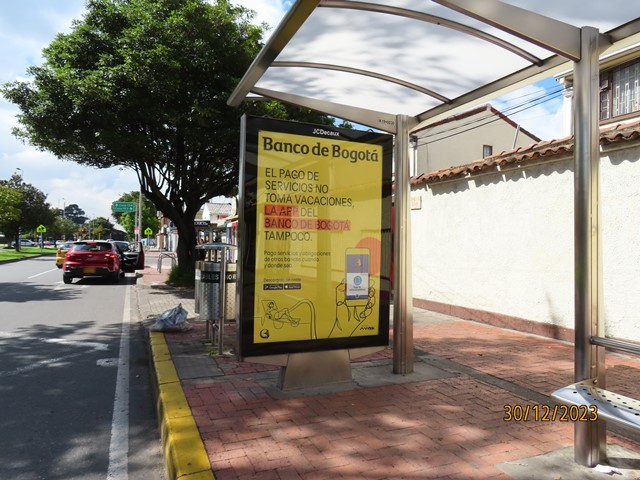 JCDecaux
Banco de Bogotá
EL PAGO DE
SERVICIOS NO
TOMA VACACIONES,
LA APP DEL
BANCO DE BOGOTÁ
TAMPOCO.
30/12/2023